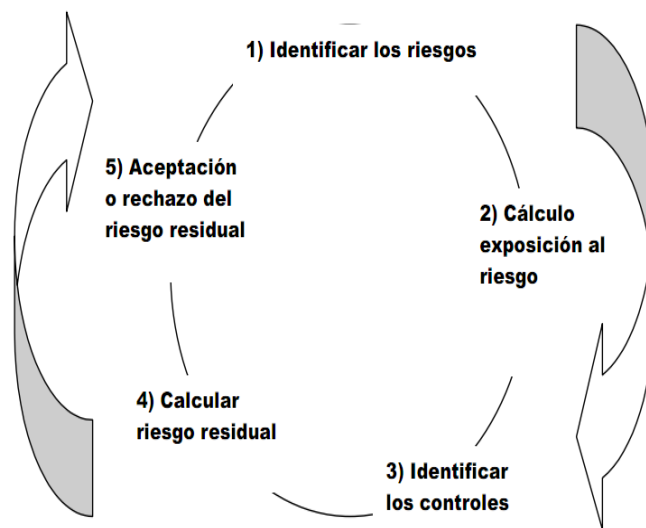 1) Identificar los riesgos
2) Cálculo
exposición al
riesgo
3) Identificar
los controles
4) Calcular
riesgo residual
5) Aceptación
o rechazo del
riesgo residual